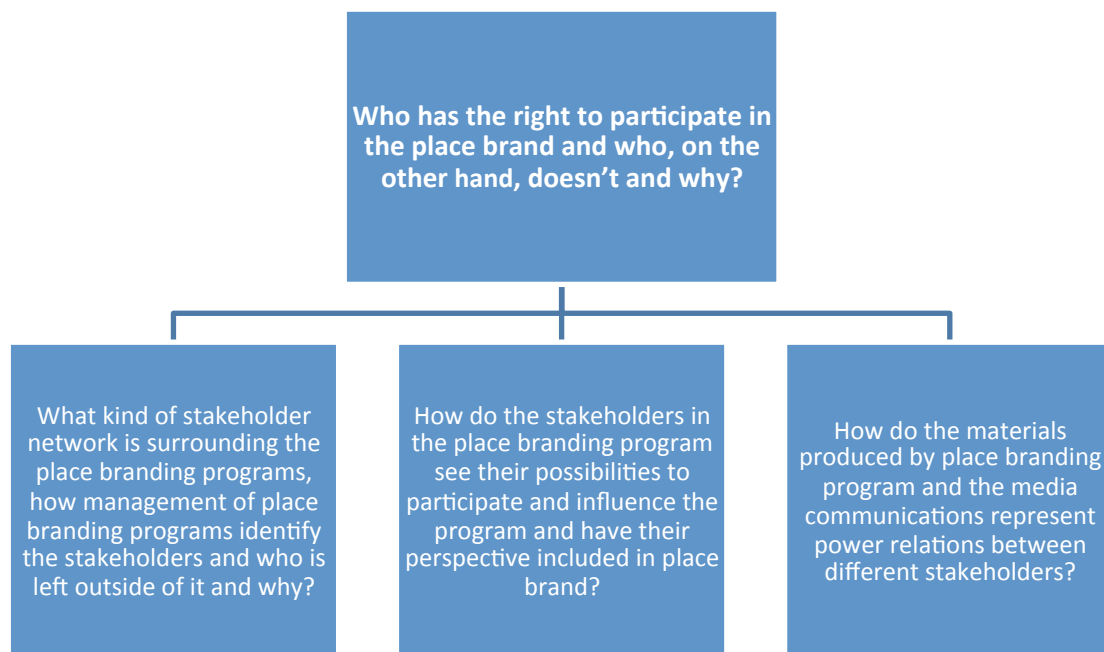 Who has the right to participate in
the place brand and who, on the
other hand, doesn’t and why?
What kind of stakeholder
network is surrounding the
place branding programs,
how management of place
branding programs identify
the stakeholders and who is
left outside of it and why?
How do the stakeholders in
the place branding program
see their possibilities to
participate and influence the
program and have their
perspective included in place
brand?
How do the materials
produced by place branding
program and the media
communications represent
power relations between
different stakeholders?